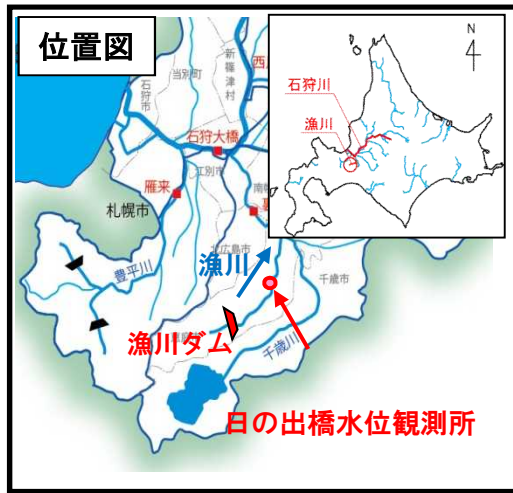 位置図
新篠津村
当別町
石狩市
石狩大橋
江別市
雁来
札幌市
北広島市
豊平川
漁川
千歳市
漁川ダム
千歳川
日の出橋水位観測所
N
石狩川
漁川